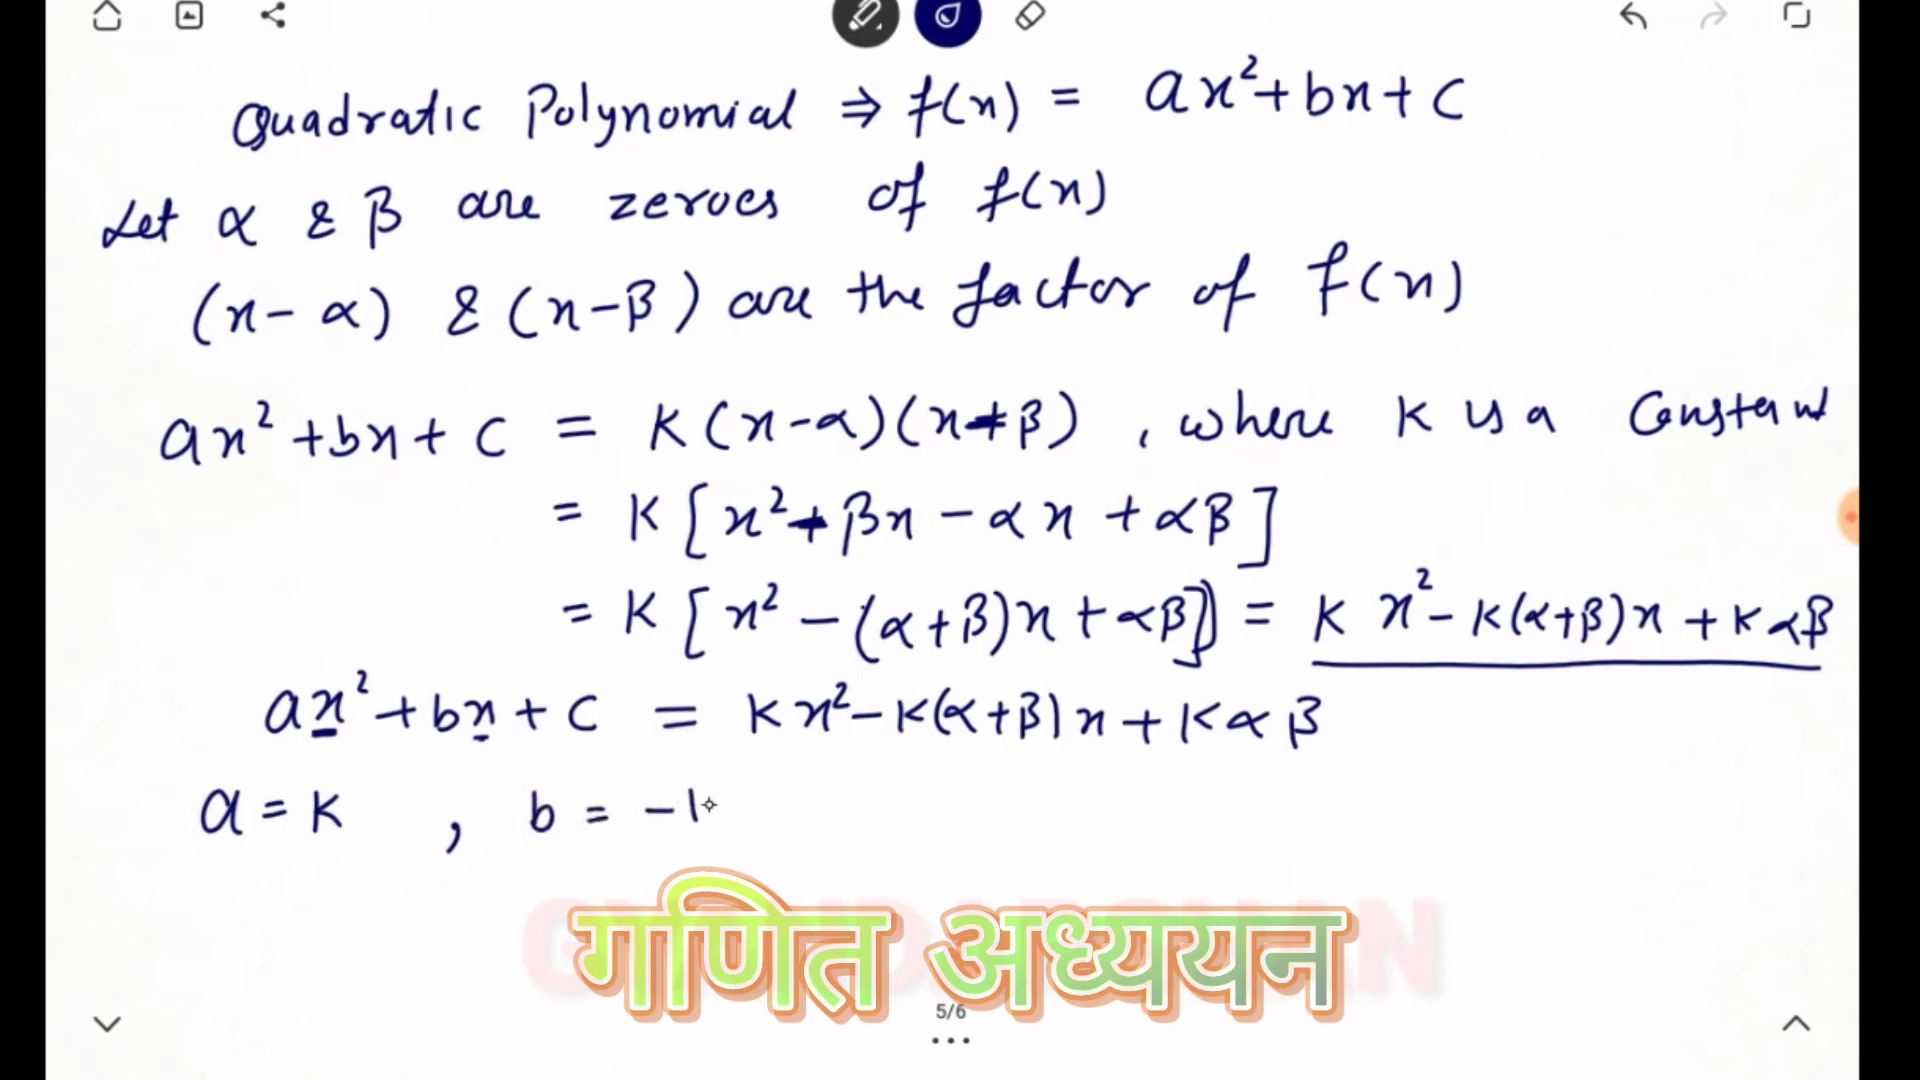 Quadratic Polynomial ⇒ f(x) = ax²+bx+c
Let α & β are zeroes of f(x)
(x-α) & (x-β) are the factor of f(x)
ax²+bx+c = K(x-α)(x+β), where K is a Constant
= K[x²+βx-αx+αβ]
= K[x²-(α+β)x+αβ] = K x²-K(α+β)x+Kαβ
ax²+bx+c = Kx²-K(α+β)x+Kαβ
a=K, b=-
गणित अध्ययन
5/6